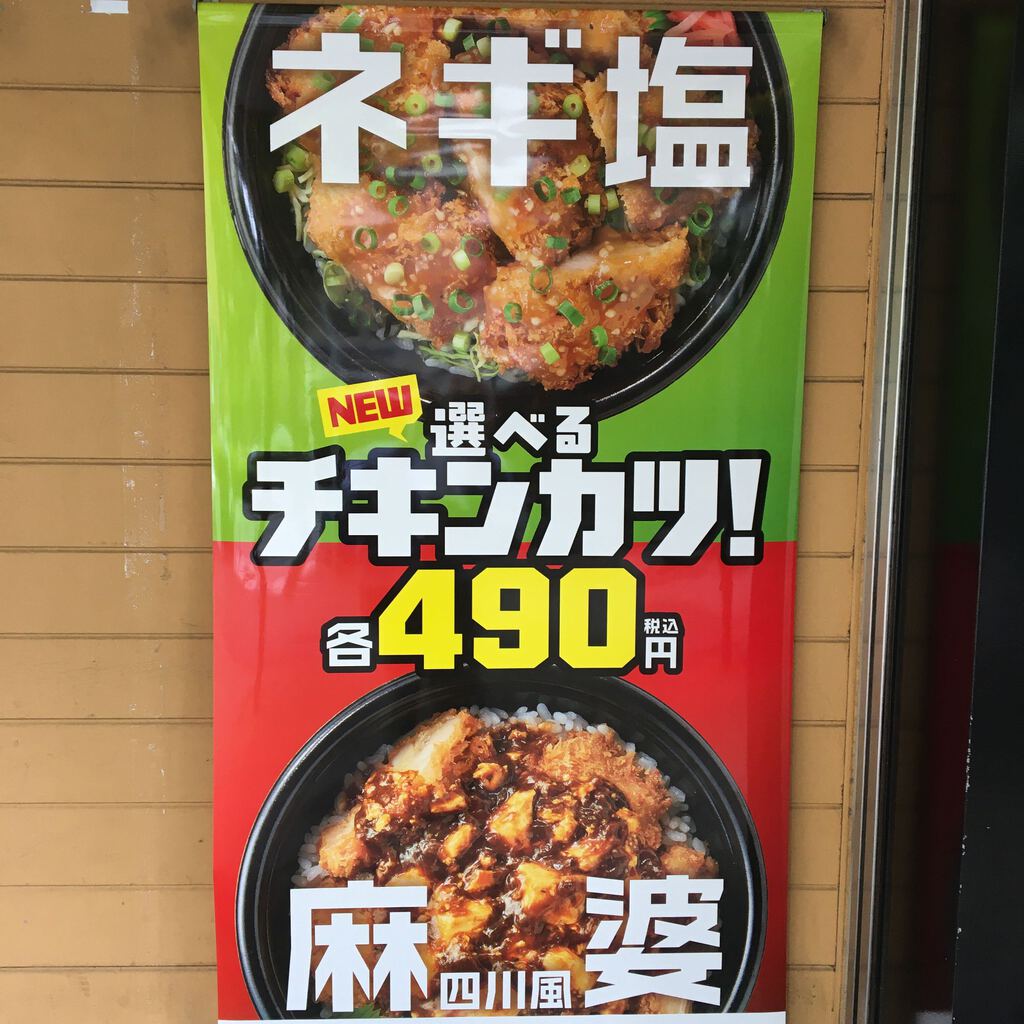 ネギ塩
NEW 選べる
チキンカツ!
各490円 税込
麻婆
四川風